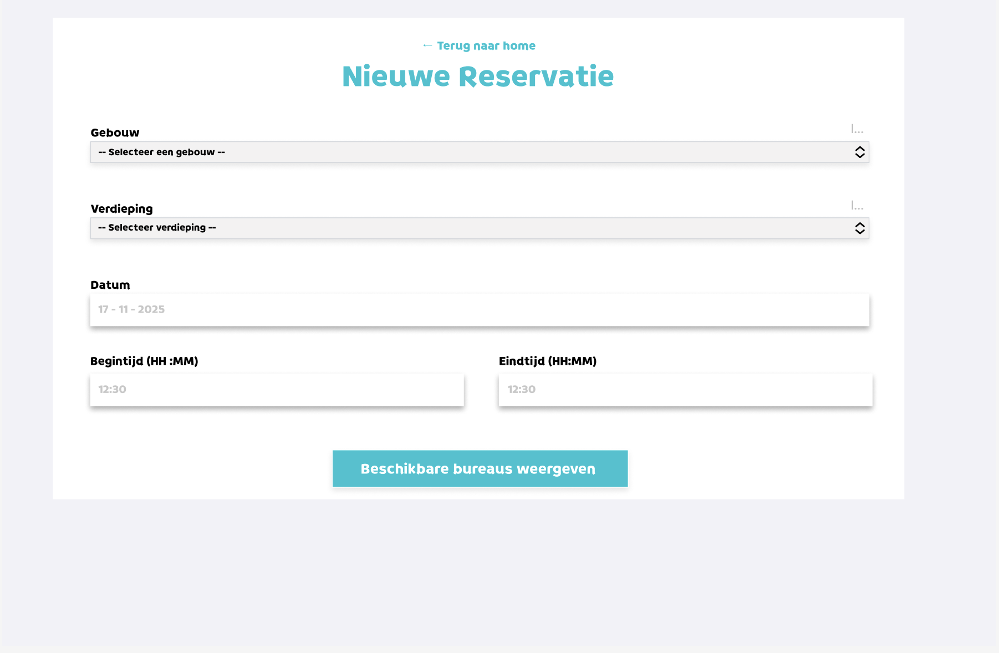 ← Terug naar home
Nieuwe Reservatie
Gebouw
l...
-- Selecteer een gebouw --
Verdieping
l...
-- Selecteer verdieping --
Datum
17 - 11 - 2025
Begintijd (HH :MM)
Eindtijd (HH:MM)
12:30
12:30
Beschikbare bureaus weergeven